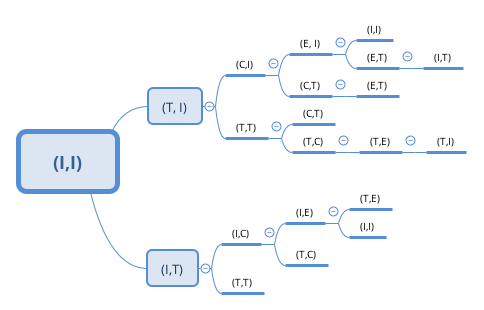 (I,I)
(T, I)
(C,I)
(E, I)
(I,I)
(E,T)
(I,T)
(C,T)
(E,T)
(T,T)
(C,T)
(T,C)
(T,E)
(T,I)
(I,T)
(I,C)
(I,E)
(T,E)
(I,I)
(T,C)
(T,T)